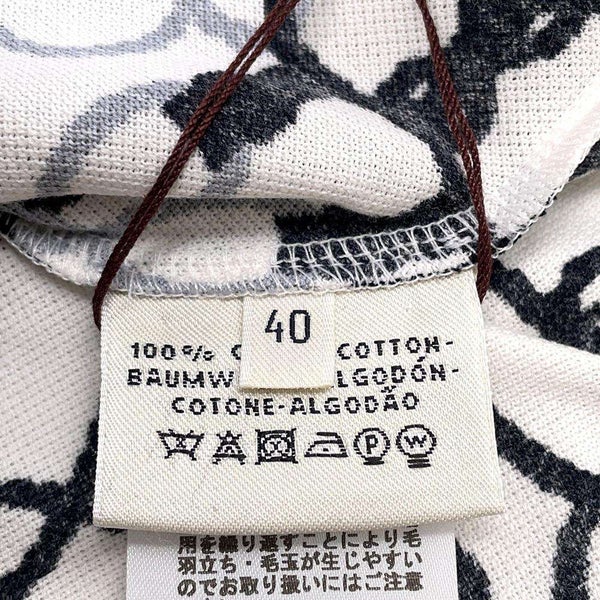 40
100% C COTTON-
BAUMW ALGODÓN-
COTONE-ALGODÃO
P W
用を繰り返すことにより毛
羽立ち・毛玉が生じやすい
のでお取り扱いにはご注意